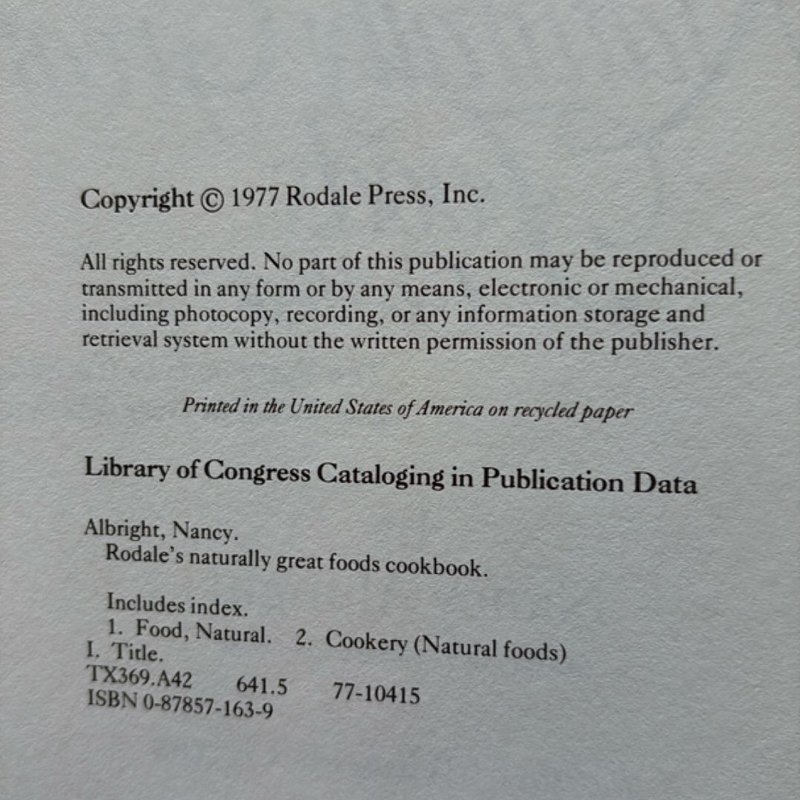 Copyright © 1977 Rodale Press, Inc.
All rights reserved. No part of this publication may be reproduced or
transmitted in any form or by any means, electronic or mechanical,
including photocopy, recording, or any information storage and
retrieval system without the written permission of the publisher.
Printed in the United States of America on recycled paper
Library of Congress Cataloging in Publication Data
Albright, Nancy.
Rodale's naturally great foods cookbook.
Includes index.
1. Food, Natural. 2. Cookery (Natural foods)
I. Title.
TX369.A42 641.5 77-10415
ISBN 0-87857-163-9